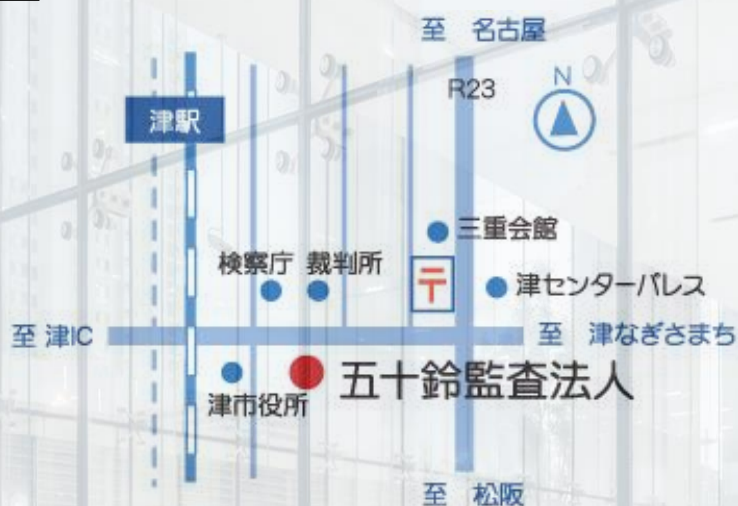 至 名古屋
R23
N
津駅
三重会館
検察庁 裁判所
〒
津センターパレス
至 津IC
至 津なぎさまち
五十鈴監査法人
津市役所
至 松阪